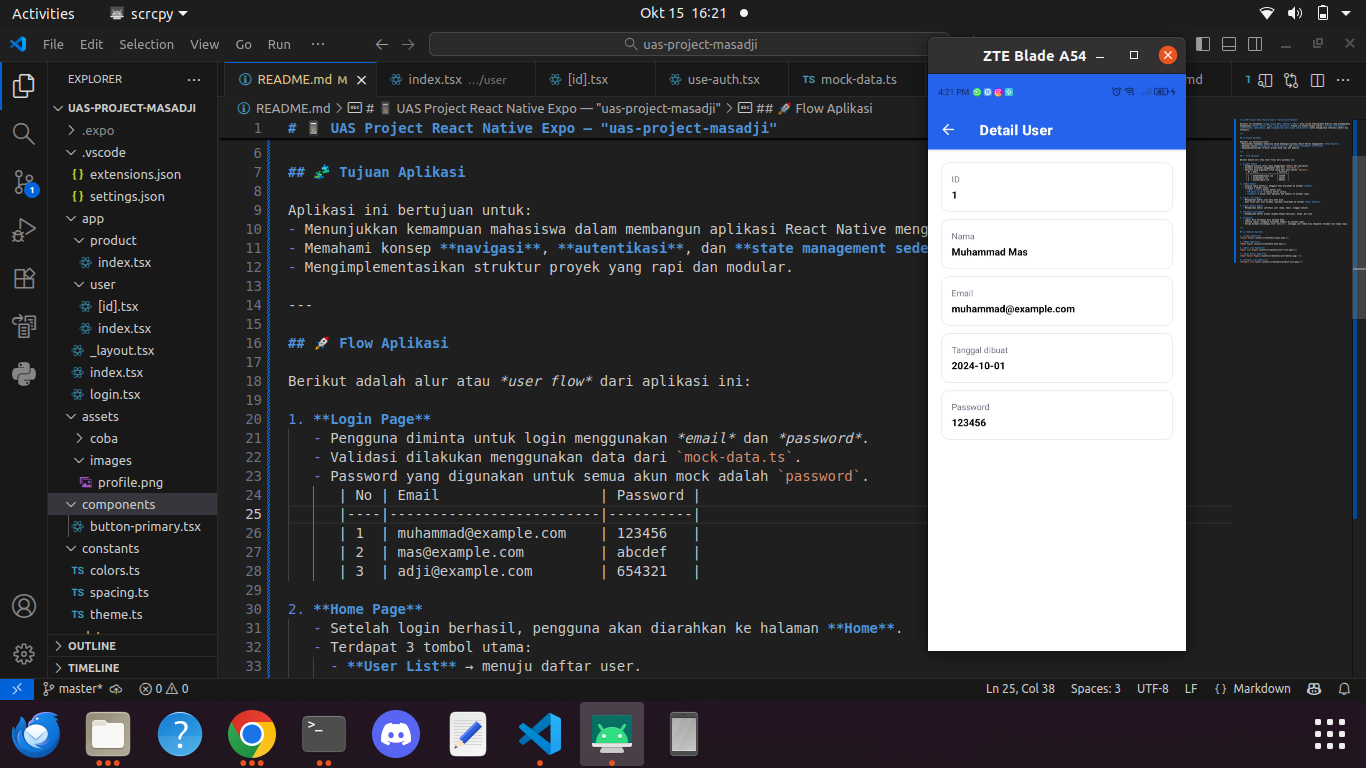 Activities
scrcpy
Okt 15 16:21
File Edit Selection View Go Run ···
uas-project-masadji
EXPLORER
UAS-PROJECT-MASADJI
.expo
.vscode
{} extensions.json
{} settings.json
app
product
index.tsx
user
[id].tsx
index.tsx
_layout.tsx
index.tsx
login.tsx
assets
coba
images
profile.png
components
button-primary.tsx
constants
TS colors.ts
TS spacing.ts
TS theme.ts
OUTLINE
TIMELINE
README.md M
index.tsx .../user
[id].tsx
use-auth.tsx
TS mock-data.ts
README.md > # UAS Project React Native Expo — "uas-project-masadji" > ## 🚀 Flow Aplikasi
1 # UAS Project React Native Expo — "uas-project-masadji"
6
7 ## 🧩 Tujuan Aplikasi
8
9 Aplikasi ini bertujuan untuk:
10 - Menunjukkan kemampuan mahasiswa dalam membangun aplikasi React Native meng
11 - Memahami konsep **navigasi**, **autentikasi**, dan **state management sede
12 - Mengimplementasikan struktur proyek yang rapi dan modular.
13
14 ---
15
16 ## 🚀 Flow Aplikasi
17
18 Berikut adalah alur atau *user flow* dari aplikasi ini:
19
20 1. **Login Page**
21 - Pengguna diminta untuk login menggunakan *email* dan *password*.
22 - Validasi dilakukan menggunakan data dari `mock-data.ts`.
23 - Password yang digunakan untuk semua akun mock adalah `password`.
24 | No | Email | Password |
25 |----|-------------------------|----------|
26 | 1 | muhammad@example.com | 123456 |
27 | 2 | mas@example.com | abcdef |
28 | 3 | adji@example.com | 654321 |
29
30 2. **Home Page**
31 - Setelah login berhasil, pengguna akan diarahkan ke halaman **Home**.
32 - Terdapat 3 tombol utama:
33 - **User List** → menuju daftar user.
ZTE Blade A54
4:21 PM
Detail User
ID
1
Nama
Muhammad Mas
Email
muhammad@example.com
Tanggal dibuat
2024-10-01
Password
123456
md
master* 0 0
Ln 25, Col 38 Spaces: 3 UTF-8 LF {} Markdown